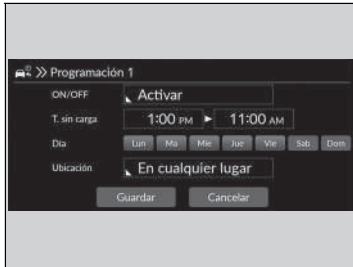 Programación 1
ON/OFF Activar
T. sin carga 1:00 PM ► 11:00 AM
Día Lun Ma Mie Jue Vie Sab Dom
Ubicación En cualquier lugar
Guardar Cancelar